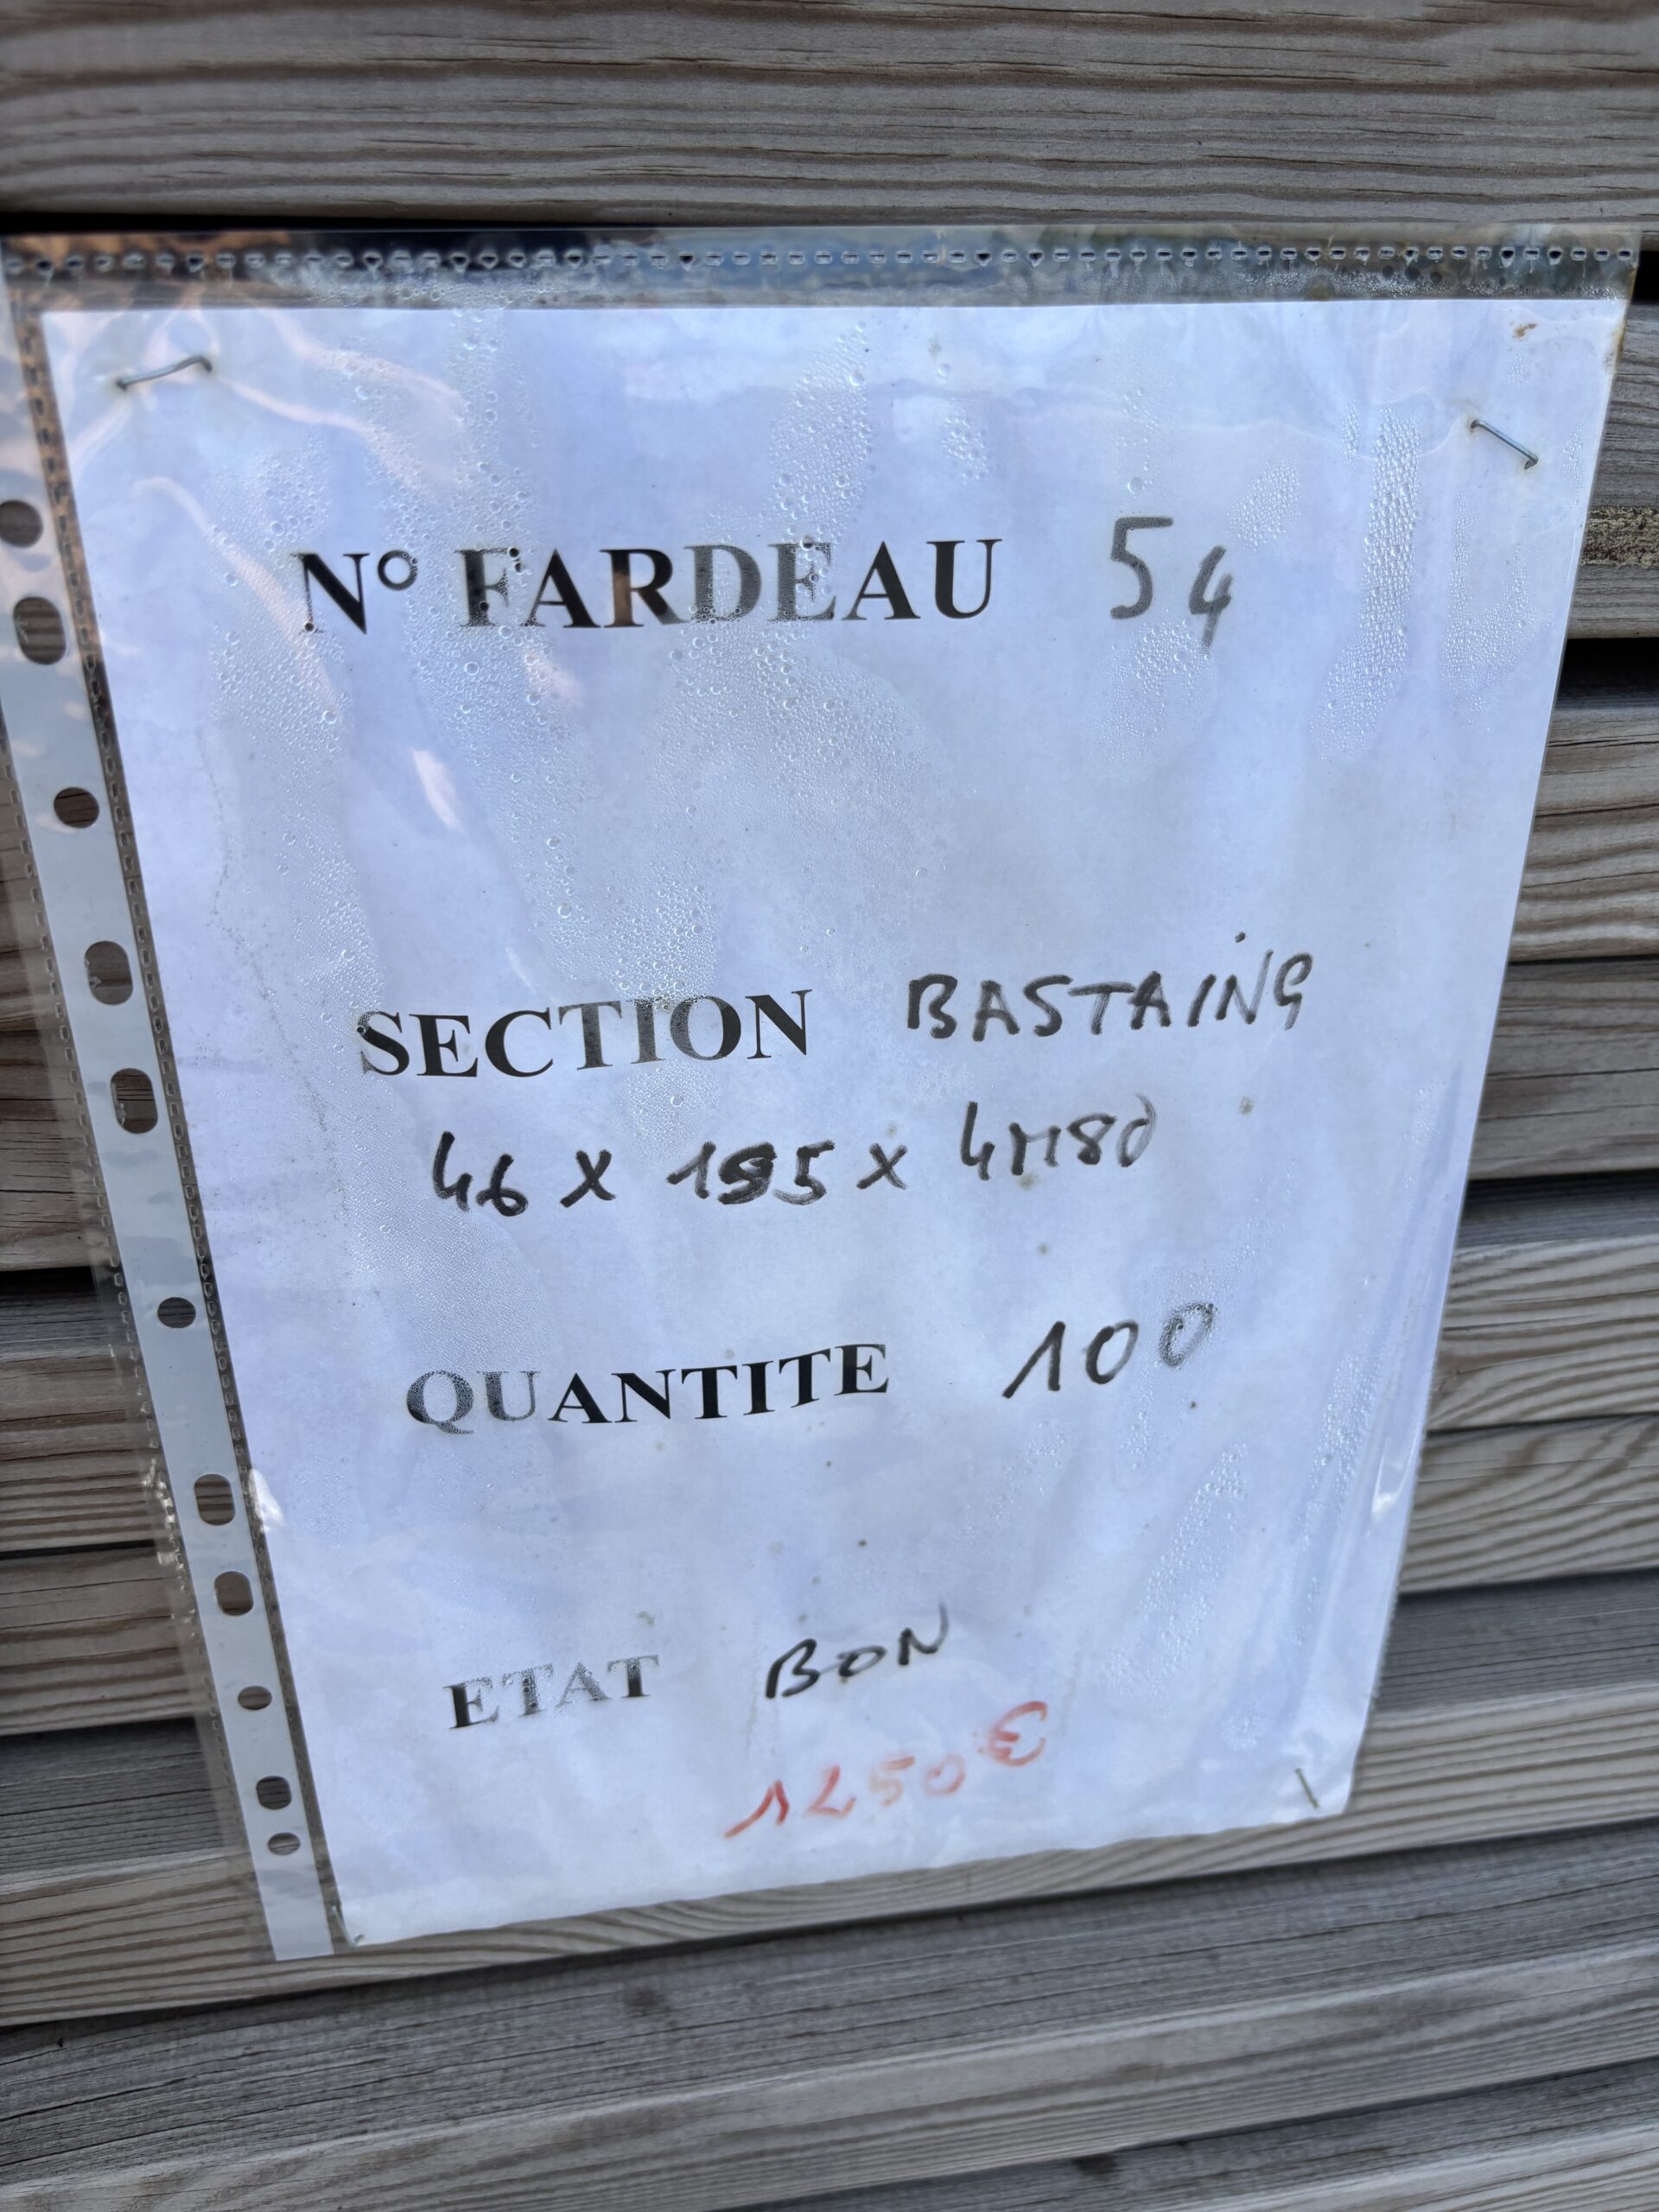 N° FARDEAU 54
SECTION BASTAING
46 x 195 x 4M80
QUANTITE 100
ETAT BON
1250€